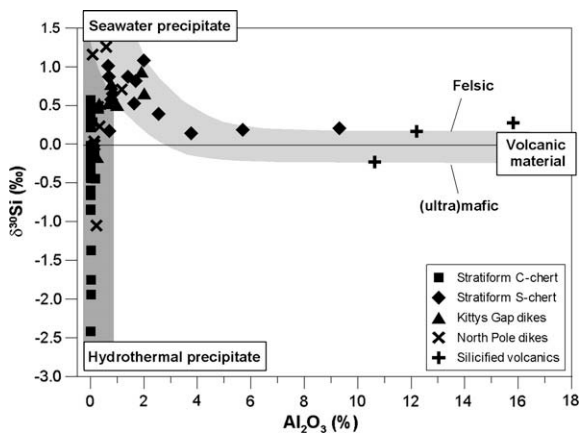 Seawater precipitate
1.5
1.0
0.5
0.0
-0.5
-1.0
-1.5
-2.0
-2.5
-3.0
δ30Si (‰)
Felsic
Volcanic
material
(ultra)mafic
Stratiform C-chert
Stratiform S-chert
Kittys Gap dikes
North Pole dikes
Silicified volcanics
Hydrothermal precipitate
0 2 4 6 8 10 12 14 16 18
Al2O3 (%)